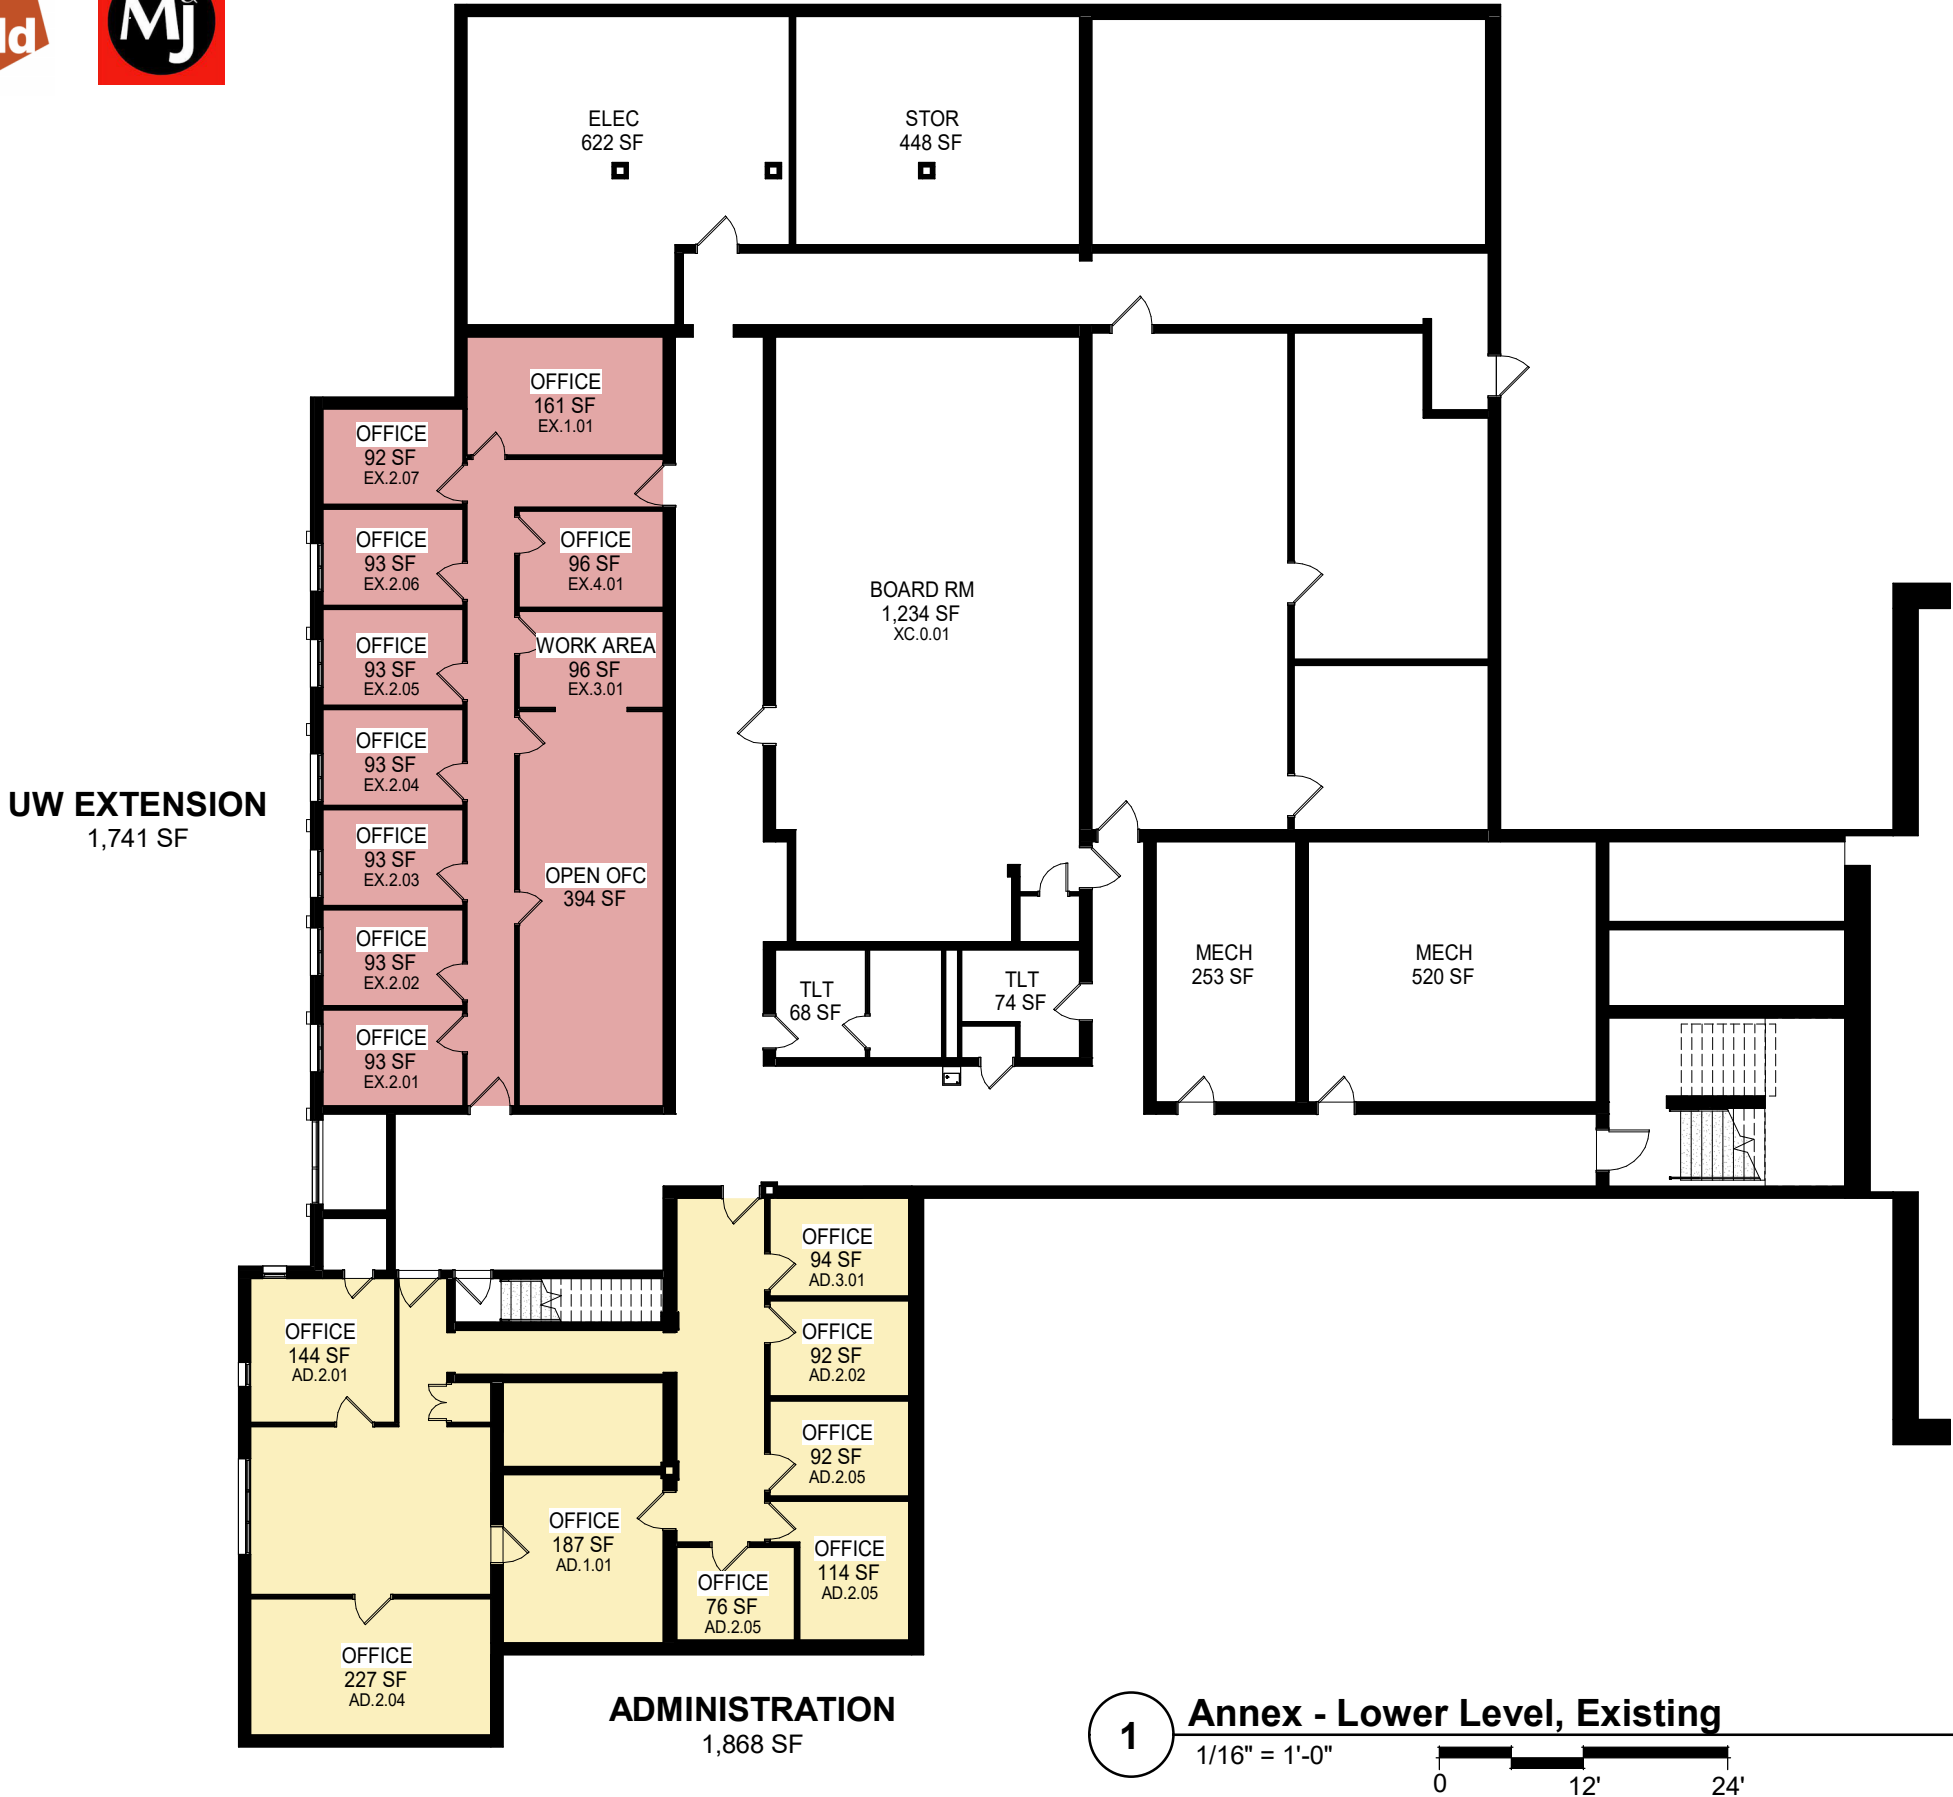 ld
MJ
&
ELEC
622 SF
STOR
448 SF
OFFICE
161 SF
EX.1.01
OFFICE
92 SF
EX.2.07
OFFICE
93 SF
EX.2.06
OFFICE
96 SF
EX.4.01
BOARD RM
1,234 SF
XC.0.01
OFFICE
93 SF
EX.2.05
WORK AREA
96 SF
EX.3.01
OFFICE
93 SF
EX.2.04
UW EXTENSION
1,741 SF
OFFICE
93 SF
EX.2.03
OPEN OFC
394 SF
OFFICE
93 SF
EX.2.02
MECH
253 SF
MECH
520 SF
TLT
68 SF
TLT
74 SF
OFFICE
93 SF
EX.2.01
OFFICE
94 SF
AD.3.01
OFFICE
144 SF
AD.2.01
OFFICE
92 SF
AD.2.02
OFFICE
92 SF
AD.2.05
OFFICE
187 SF
AD.1.01
OFFICE
114 SF
AD.2.05
OFFICE
76 SF
AD.2.05
OFFICE
227 SF
AD.2.04
ADMINISTRATION
1,868 SF
1
Annex - Lower Level, Existing
1/16" = 1'-0"
0 12' 24'